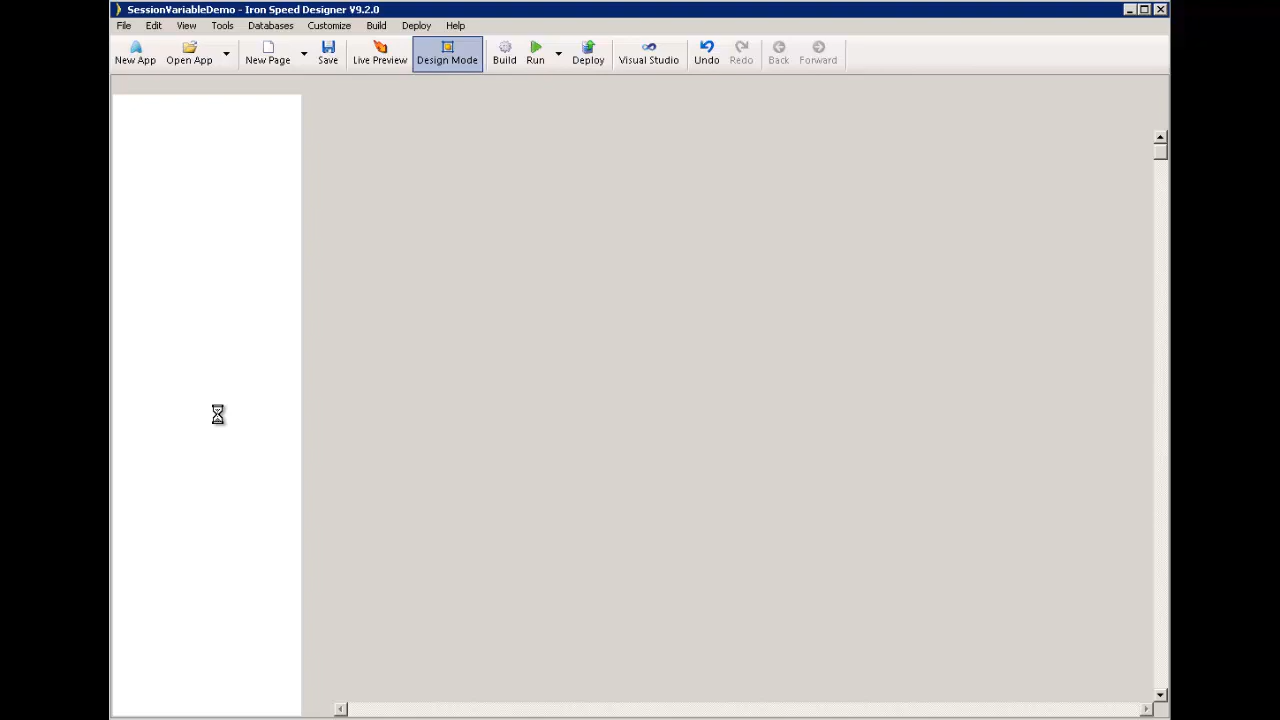 SessionVariableDemo - Iron Speed Designer V9.2.0
File Edit View Tools Databases Customize Build Deploy Help
New App Open App New Page Save Live Preview Design Mode Build Run Deploy Visual Studio Undo Redo Back Forward